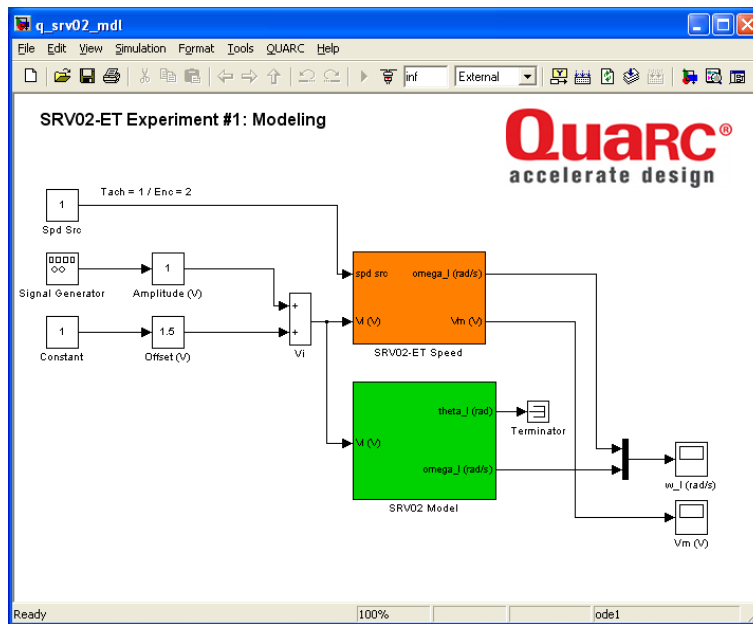 q_srv02_mdl
File Edit View Simulation Format Tools QUARC Help
inf External
SRV02-ET Experiment #1: Modeling
QUARC®
accelerate design
Tach = 1 / Enc = 2
1
Spd Src
spd src
omega_l (rad/s)
Signal Generator
1
Amplitude (V)
+
+
Vi
Vi (V)
Vm (V)
SRV02-ET Speed
1
Constant
1.5
Offset (V)
theta_l (rad)
Terminator
Vi (V)
omega_l (rad/s)
SRV02 Model
w_l (rad/s)
Vm (V)
Ready 100% ode1